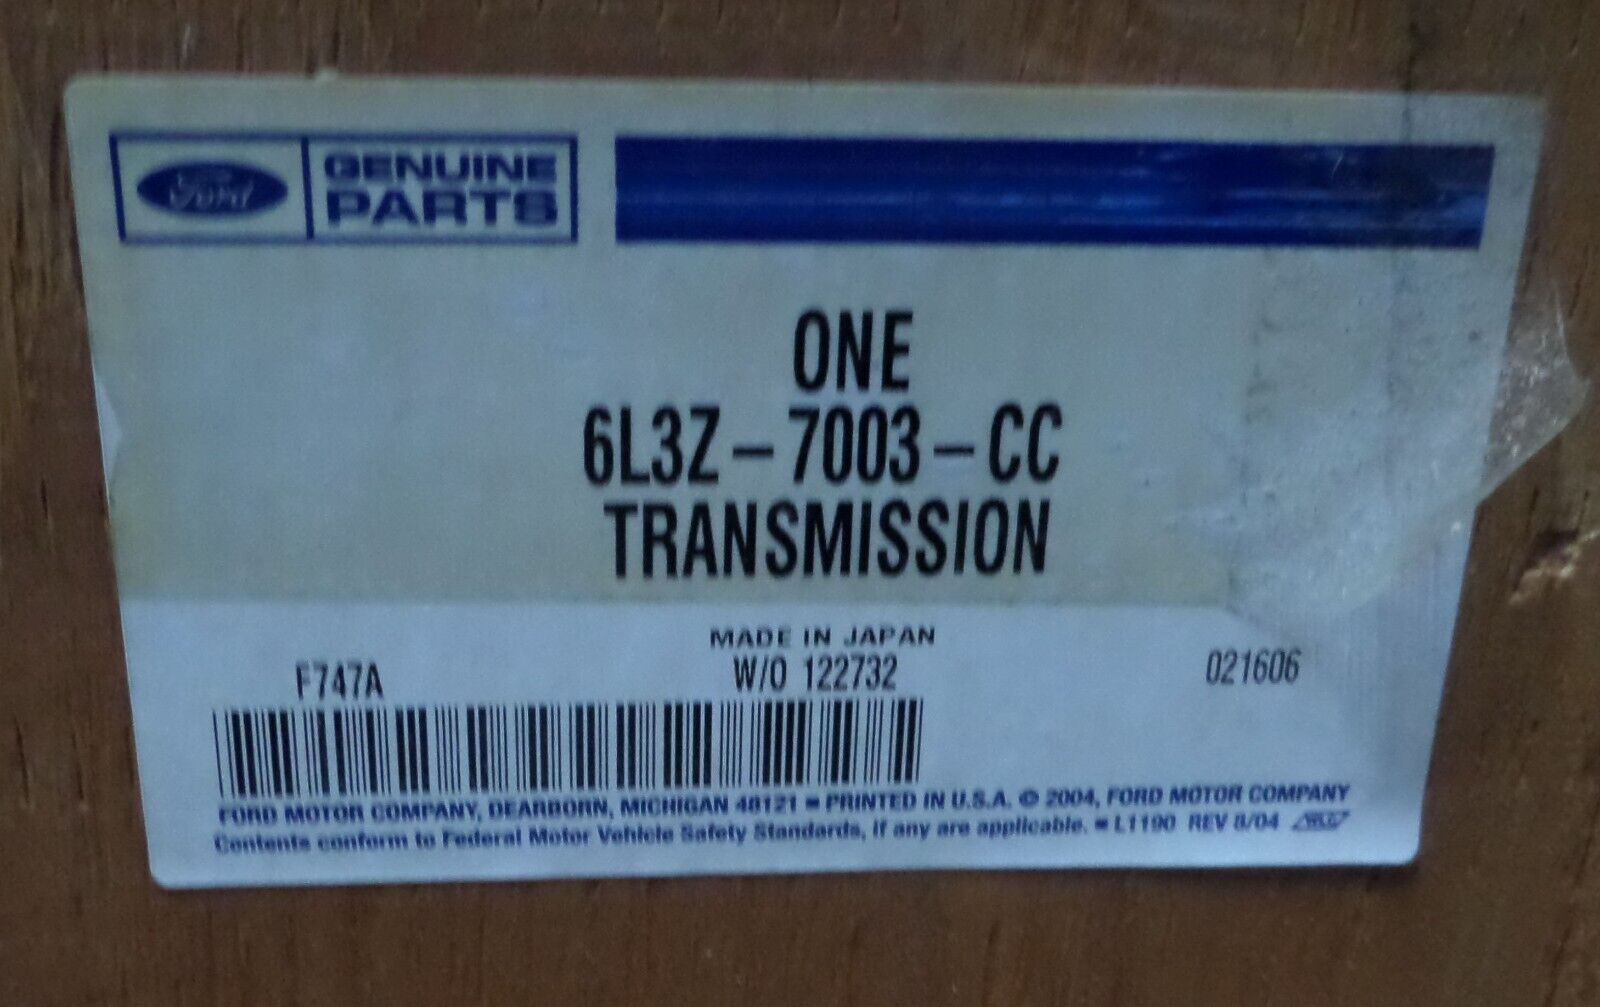 Ford GENUINE
PARTS
ONE
6L3Z-7003-CC
TRANSMISSION
MADE IN JAPAN
F747A W/O 122732 021606
FORD MOTOR COMPANY, DEARBORN, MICHIGAN 48121 ▪ PRINTED IN U.S.A. © 2004, FORD MOTOR COMPANY
Contents conform to Federal Motor Vehicle Safety Standards, if any are applicable. ▪ L1190 REV 8/04